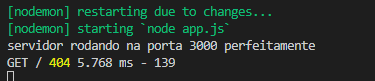 [nodemon] restarting due to changes...
[nodemon] starting `node app.js`
servidor rodando na porta 3000 perfeitamente
GET / 404 5.768 ms - 139